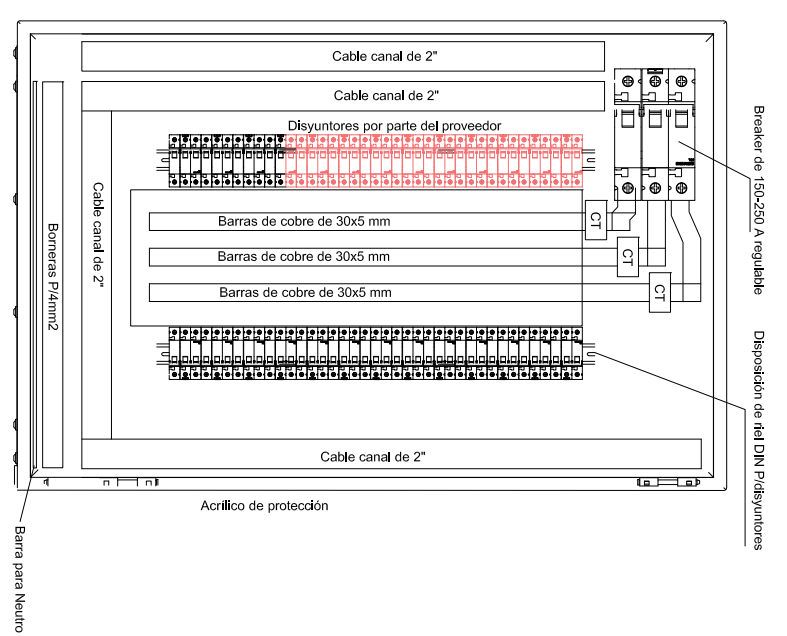 Cable canal de 2"
Cable canal de 2"
Disyuntores por parte del proveedor
Barras de cobre de 30x5 mm
Barras de cobre de 30x5 mm
Barras de cobre de 30x5 mm
CT
CT
CT
Cable canal de 2"
Borneras P/4mm2
Cable canal de 2"
Acrílico de protección
Barra para Neutro
Breaker de 150-250 A regulable
Disposición de riel DIN P/disyuntores